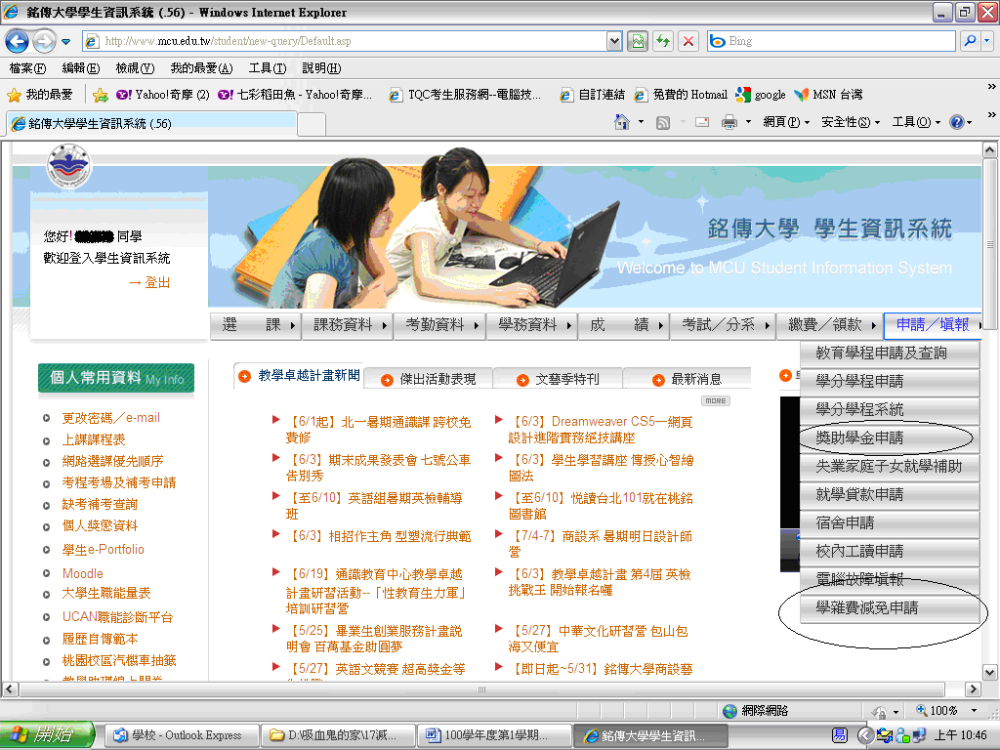 銘傳大學學生資訊系統 (.56) - Windows Internet Explorer
http://www.mcu.edu.tw/student/new-query/Default.asp
Bing
檔案(F) 編輯(E) 檢視(V) 我的最愛(A) 工具(T) 說明(H)
我的最愛 Yahoo!奇摩 (2) 七彩稻田魚 - Yahoo!奇摩... TQC考生服務網--電腦技... 自訂連結 免費的 Hotmail google MSN 台灣
銘傳大學學生資訊系統 (.56) 網頁(P) 安全性(S) 工具(O)
您好! 同學
歡迎登入學生資訊系統
→ 登出
銘傳大學 學生資訊系統
Welcome to MCU Student Information System
選 課 課務資料 考勤資料 學務資料 成 績 考試／分系 繳費／領款 申請／填報
教育學程申請及查詢
學分學程申請
學分學程系統
獎助學金申請
失業家庭子女就學補助
就學貸款申請
宿舍申請
校內工讀申請
電腦故障填報
學雜費減免申請
個人常用資料 My Info
更改密碼／e-mail
上課課程表
網路選課優先順序
考程考場及補考申請
缺考補考查詢
個人獎懲資料
學生e-Portfolio
Moodle
大學生職能量表
UCAN職能診斷平台
履歷自傳範本
桃園校區汽機車抽籤
教學卓越計畫新聞 傑出活動表現 文藝季特刊 最新消息
MORE
【6/1起】北一暑期通識課 跨校免
費修
【6/3】期末成果發表會 七號公車
告別秀
【至6/10】英語組暑期英檢輔導
班
【6/3】相招作主角 型塑流行典範
【6/19】通識教育中心教學卓越
計畫研習活動--「性教育生力軍」
培訓研習營
【5/25】畢業生創業服務計畫說
明會 百萬基金助圓夢
【5/27】英語文競賽 超高獎金等
【6/3】Dreamweaver CS5—網頁
設計進階實務絕技講座
【6/3】學生學習講座 傳授心智繪
圖法
【至6/10】悅讀台北101就在桃銘
圖書館
【7/4-7】商設系 暑期明日設計師
營
【6/3】教學卓越計畫 第4屆 英檢
挑戰王 開始報名囉
【5/27】中華文化研習營 包山包
海又便宜
【即日起~5/31】銘傳大學商設藝
網際網路 100%
開始 學校 - Outlook Express D:\吸血鬼的家\17減... 100學年度第1學期... 銘傳大學學生資訊... 上午 10:46